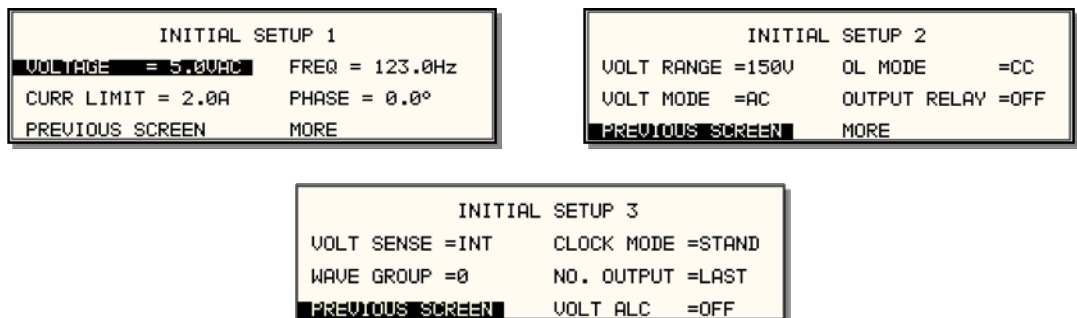 INITIAL SETUP 1
VOLTAGE = 5.0VAC FREQ = 123.0Hz
CURR LIMIT = 2.0A PHASE = 0.0°
PREVIOUS SCREEN MORE
INITIAL SETUP 2
VOLT RANGE =150V OL MODE =CC
VOLT MODE =AC OUTPUT RELAY =OFF
PREVIOUS SCREEN MORE
INITIAL SETUP 3
VOLT SENSE =INT CLOCK MODE =STAND
WAVE GROUP =0 NO. OUTPUT =LAST
PREVIOUS SCREEN VOLT ALC =OFF